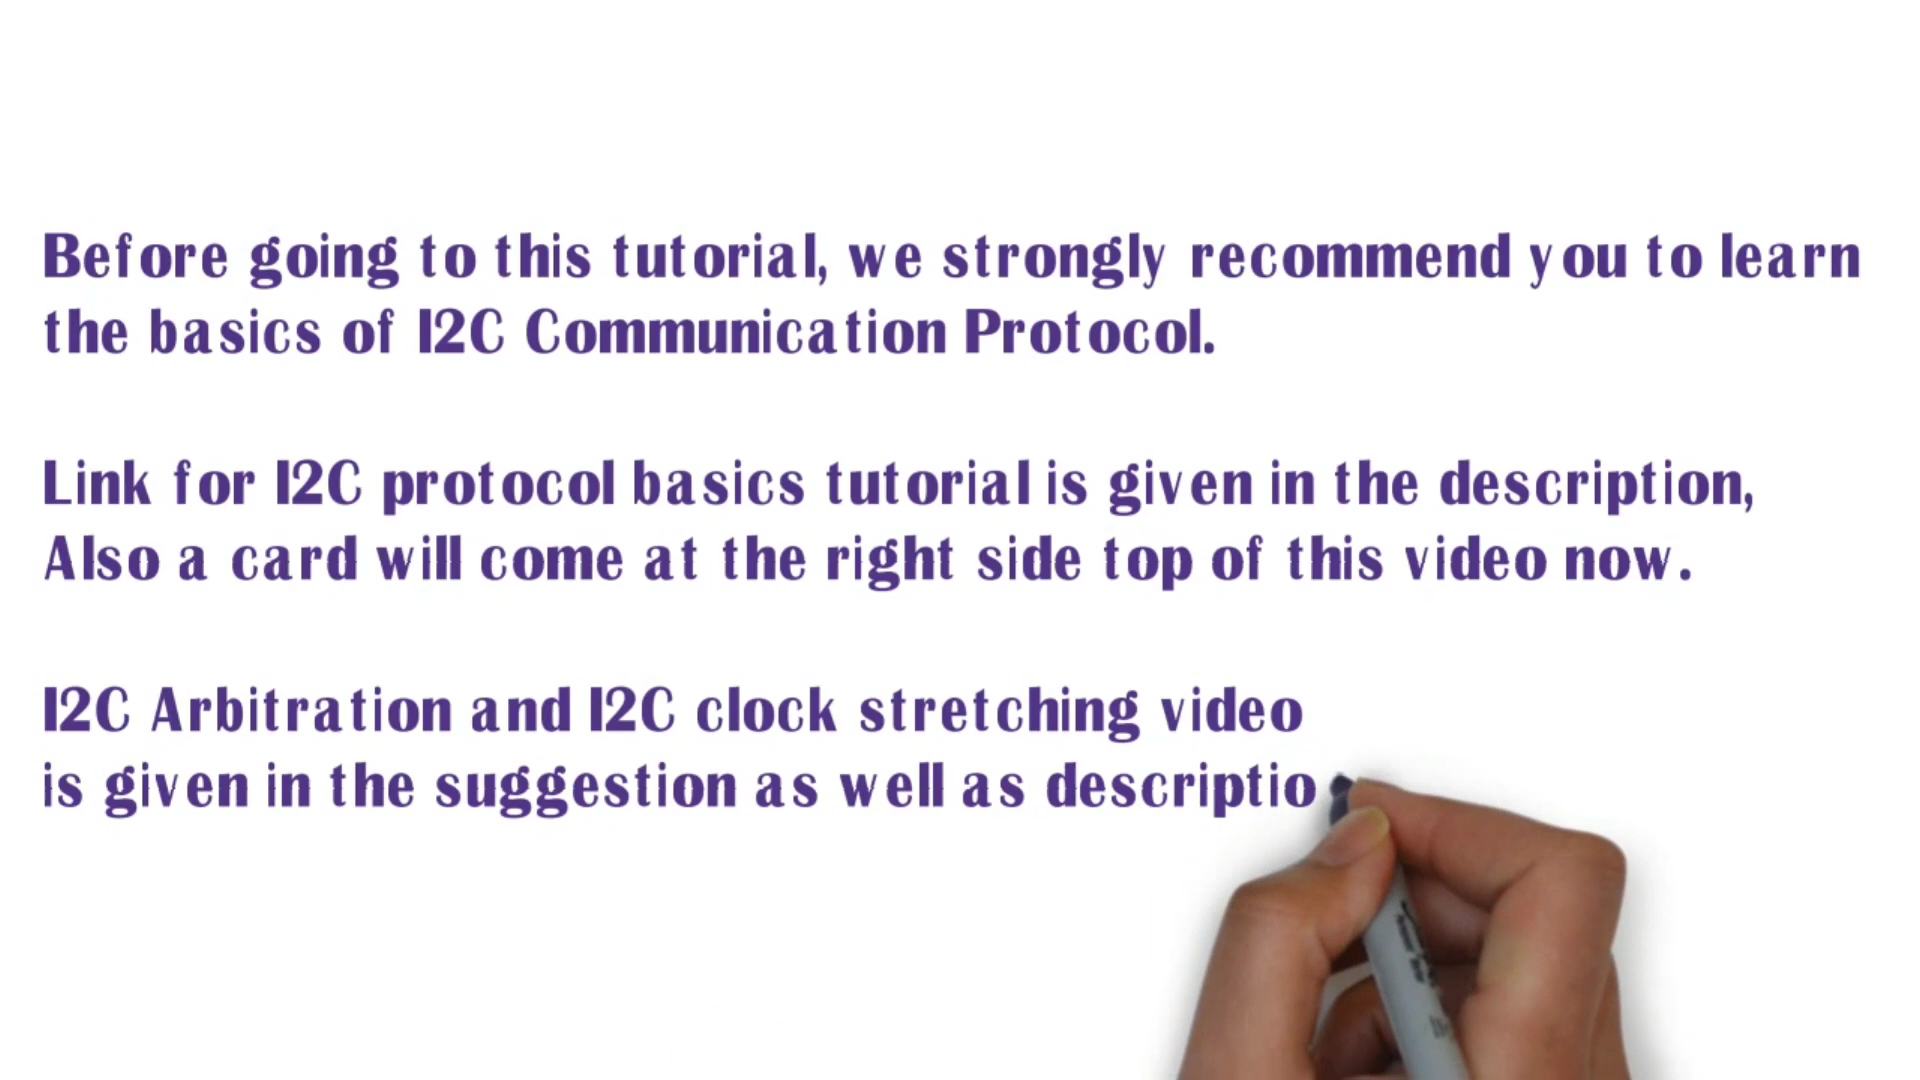 Before going to this tutorial, we strongly recommend you to learn
the basics of I2C Communication Protocol.
Link for I2C protocol basics tutorial is given in the description,
Also a card will come at the right side top of this video now.
I2C Arbitration and I2C clock stretching video
is given in the suggestion as well as descriptio